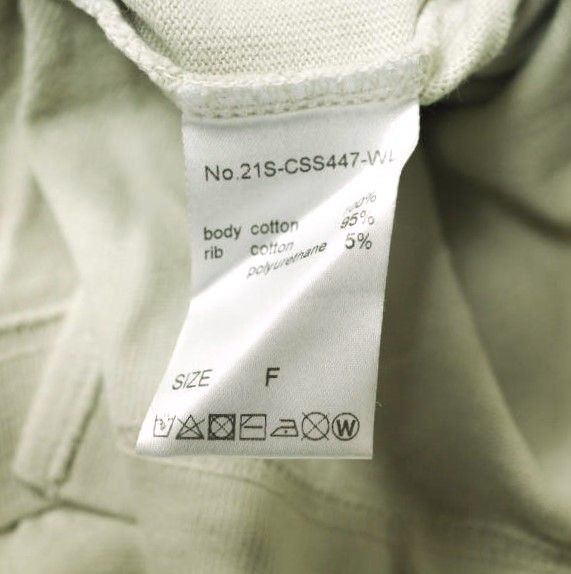 No.21S-CSS447-WL
body cotton 100%
rib cotton 95%
polyurethane 5%
SIZE F
W